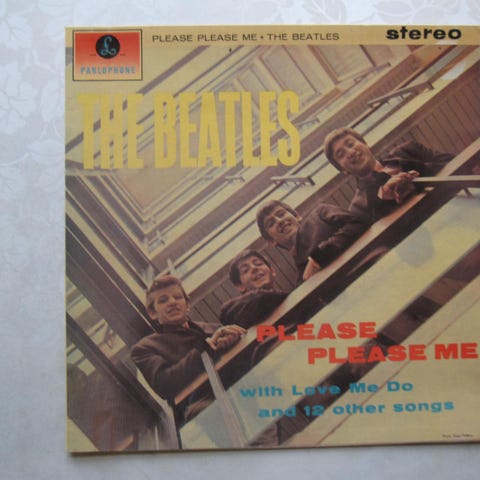 PLEASE PLEASE ME • THE BEATLES
stereo
PARLOPHONE
THE BEATLES
PLEASE
PLEASE ME
with Love Me Do
and 12 other songs